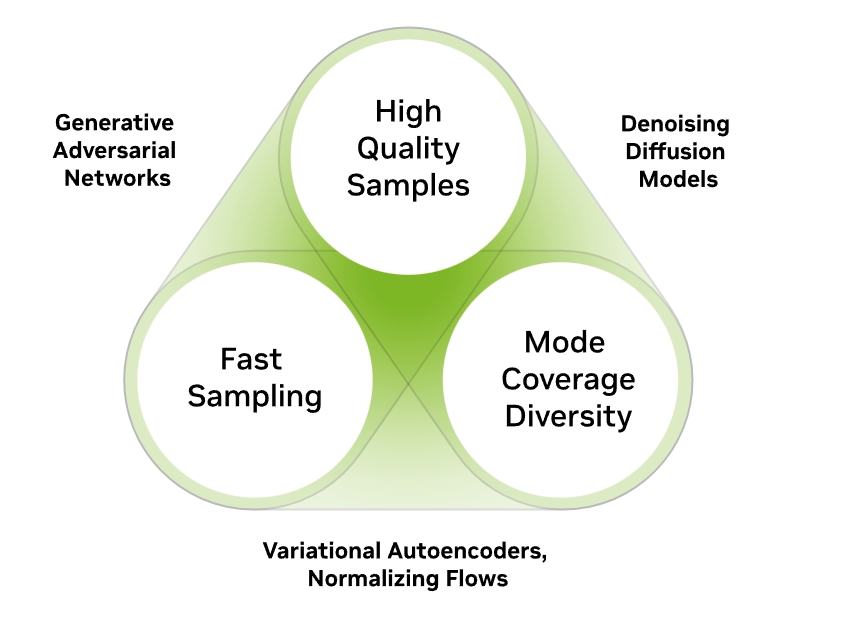 High
Quality
Samples
Generative
Adversarial
Networks
Denoising
Diffusion
Models
Fast
Sampling
Mode
Coverage
Diversity
Variational Autoencoders,
Normalizing Flows